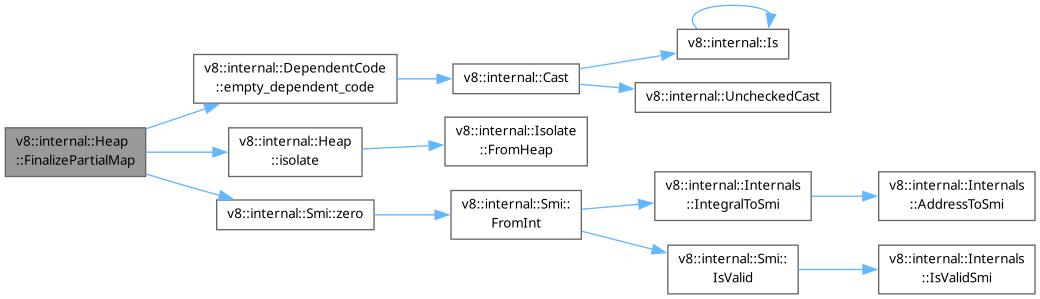 v8::internal::Heap
::FinalizePartialMap
v8::internal::DependentCode
::empty_dependent_code
v8::internal::Cast
v8::internal::Is
v8::internal::UncheckedCast
v8::internal::Heap
::isolate
v8::internal::Isolate
::FromHeap
v8::internal::Smi::zero
v8::internal::Smi::
FromInt
v8::internal::Internals
::IntegralToSmi
v8::internal::Internals
::AddressToSmi
v8::internal::Smi::
IsValid
v8::internal::Internals
::IsValidSmi